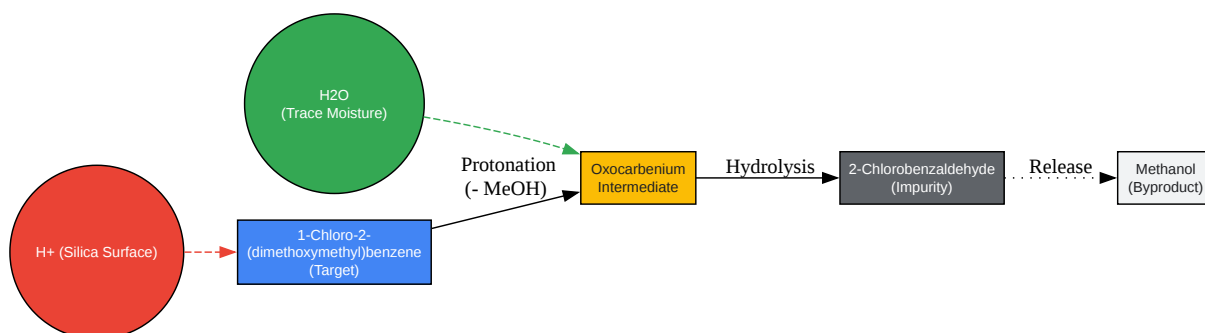 H2O
(Trace Moisture)
H+ (Silica Surface)
1-Chloro-2-
(dimethoxymethyl)benzene
(Target)
Protonation
(- MeOH)
Oxocarbenium
Intermediate
Hydrolysis
2-Chlorobenzaldehyde
(Impurity)
Release
Methanol
(Byproduct)